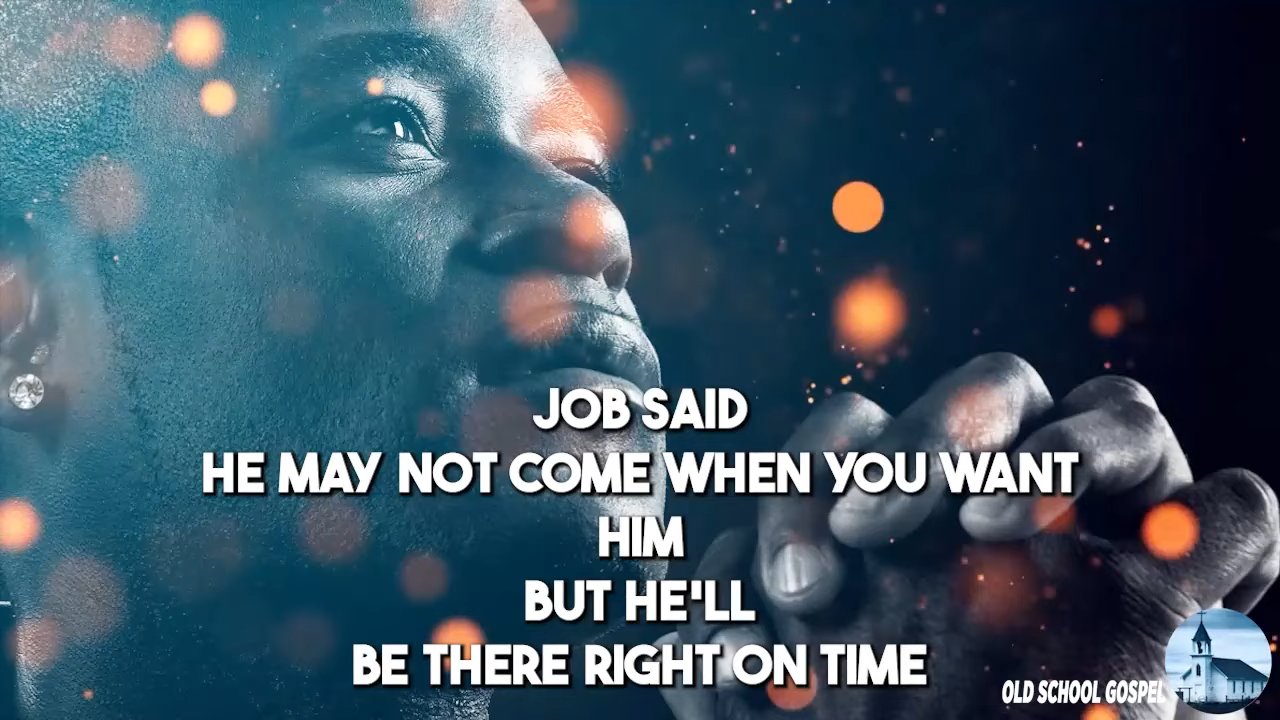 JOB SAID
HE MAY NOT COME WHEN YOU WANT
HIM
BUT HE'LL
BE THERE RIGHT ON TIME
OLD SCHOOL GOSPEL